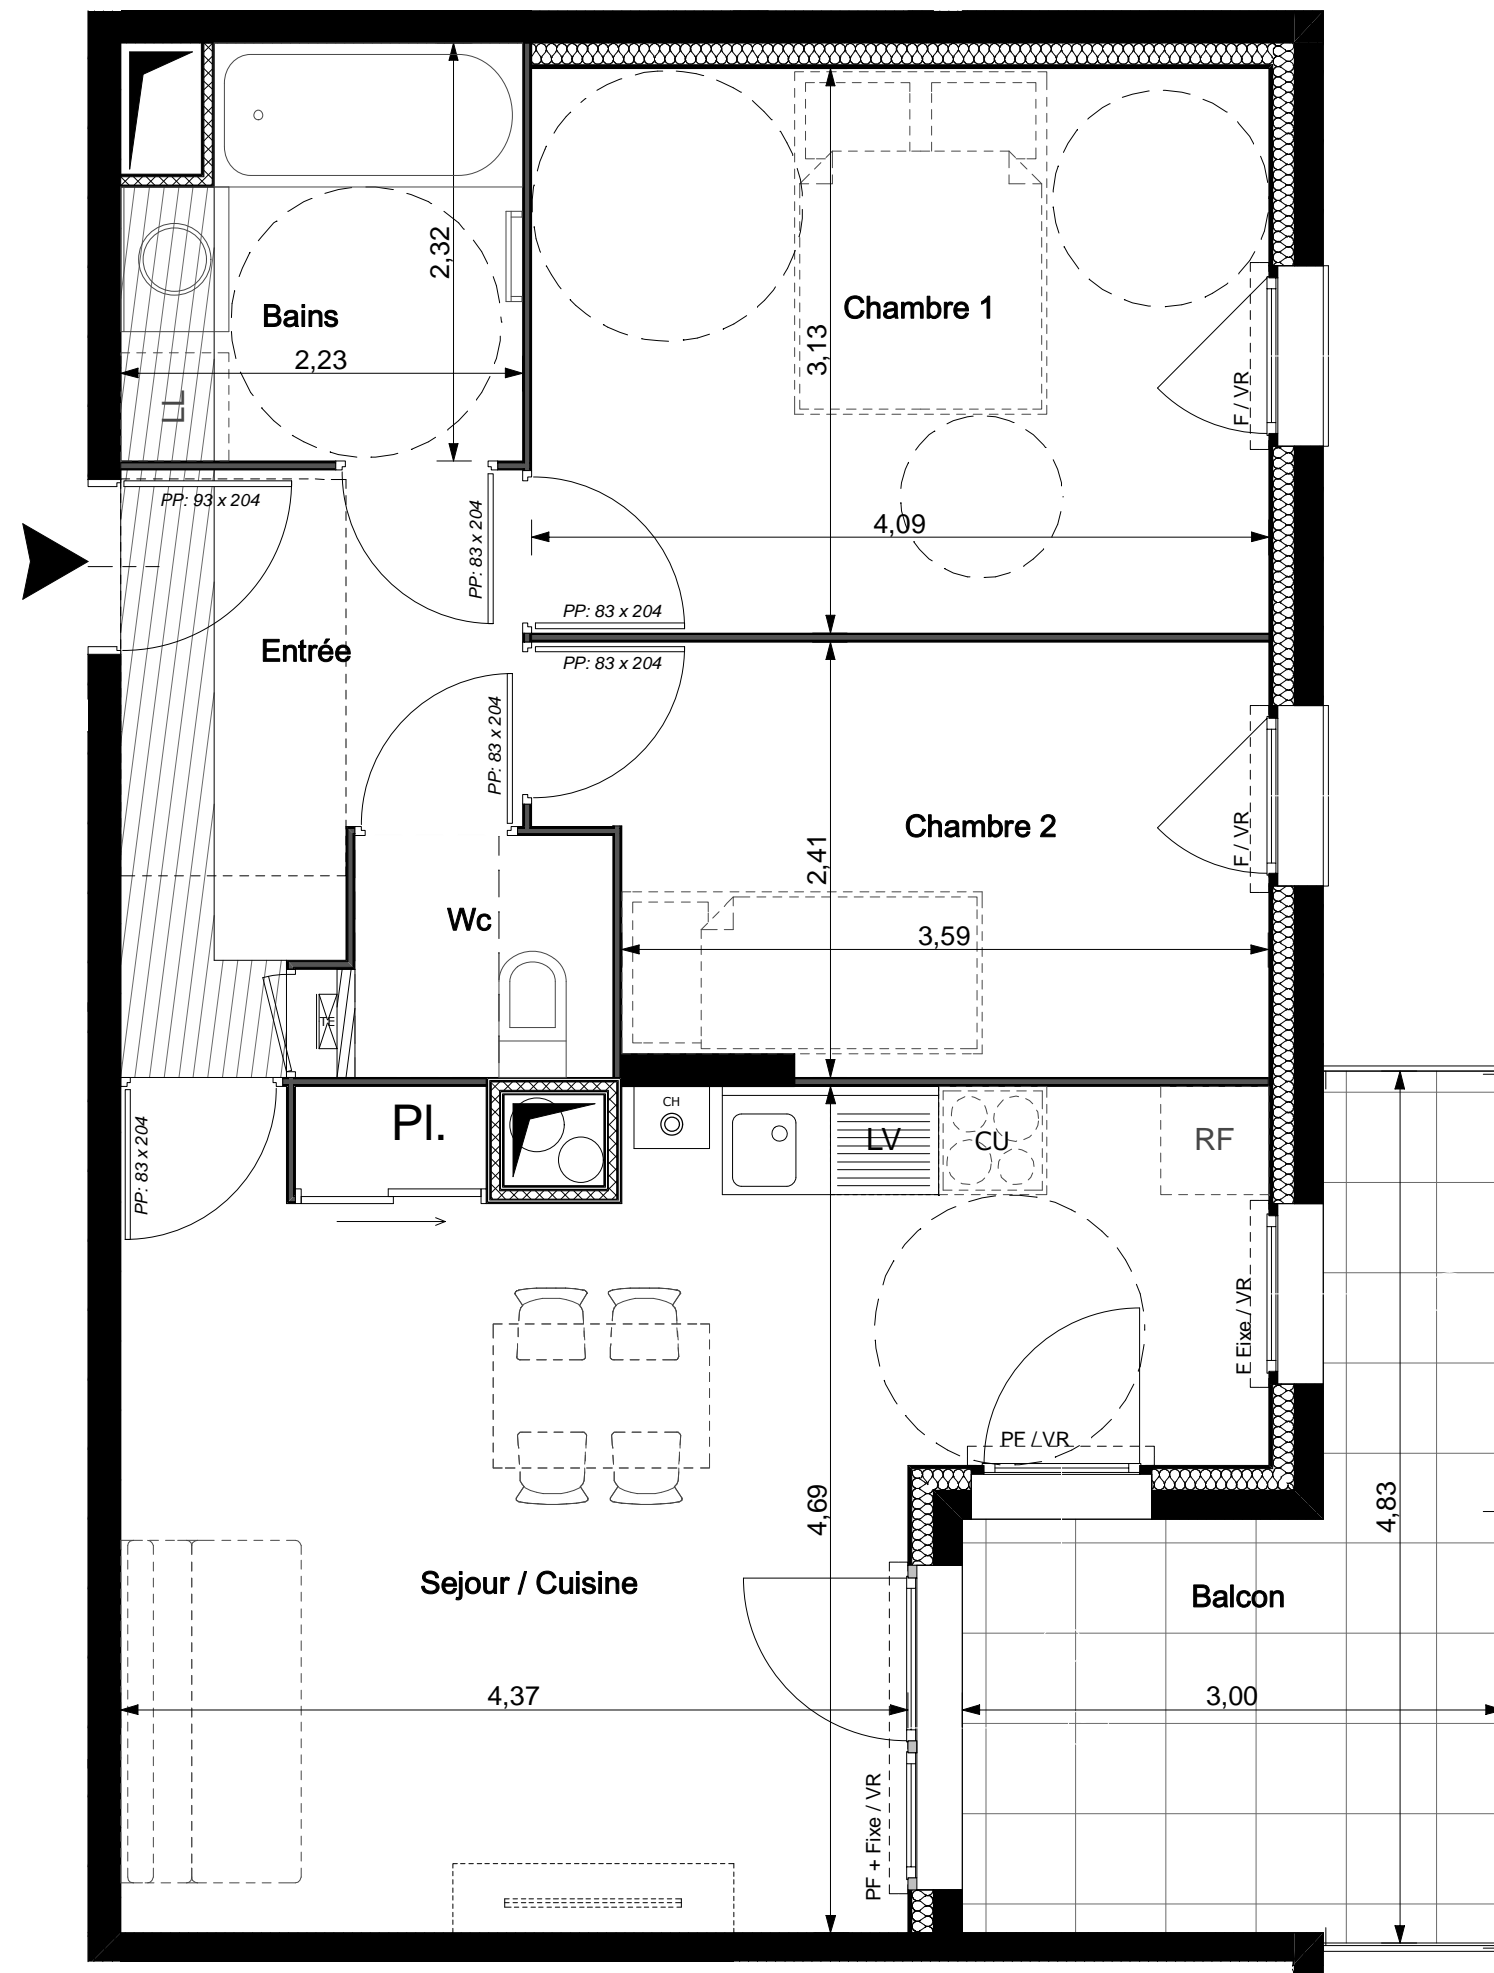 2,32
Bains
2,23
LL
Chambre 1
3,13
F / VR
4,09
PP: 93 x 204
PP: 83 x 204
PP: 83 x 204
Entrée
PP: 83 x 204
PP: 83 x 204
Chambre 2
F / VR
2,41
Wc
3,59
TE
PP: 83 x 204
Pl.
CH
LV
CU
RF
E Eixe / VR
PE / VR
4,69
4,83
Sejour / Cuisine
Balcon
4,37
3,00
PF + Fixe / VR